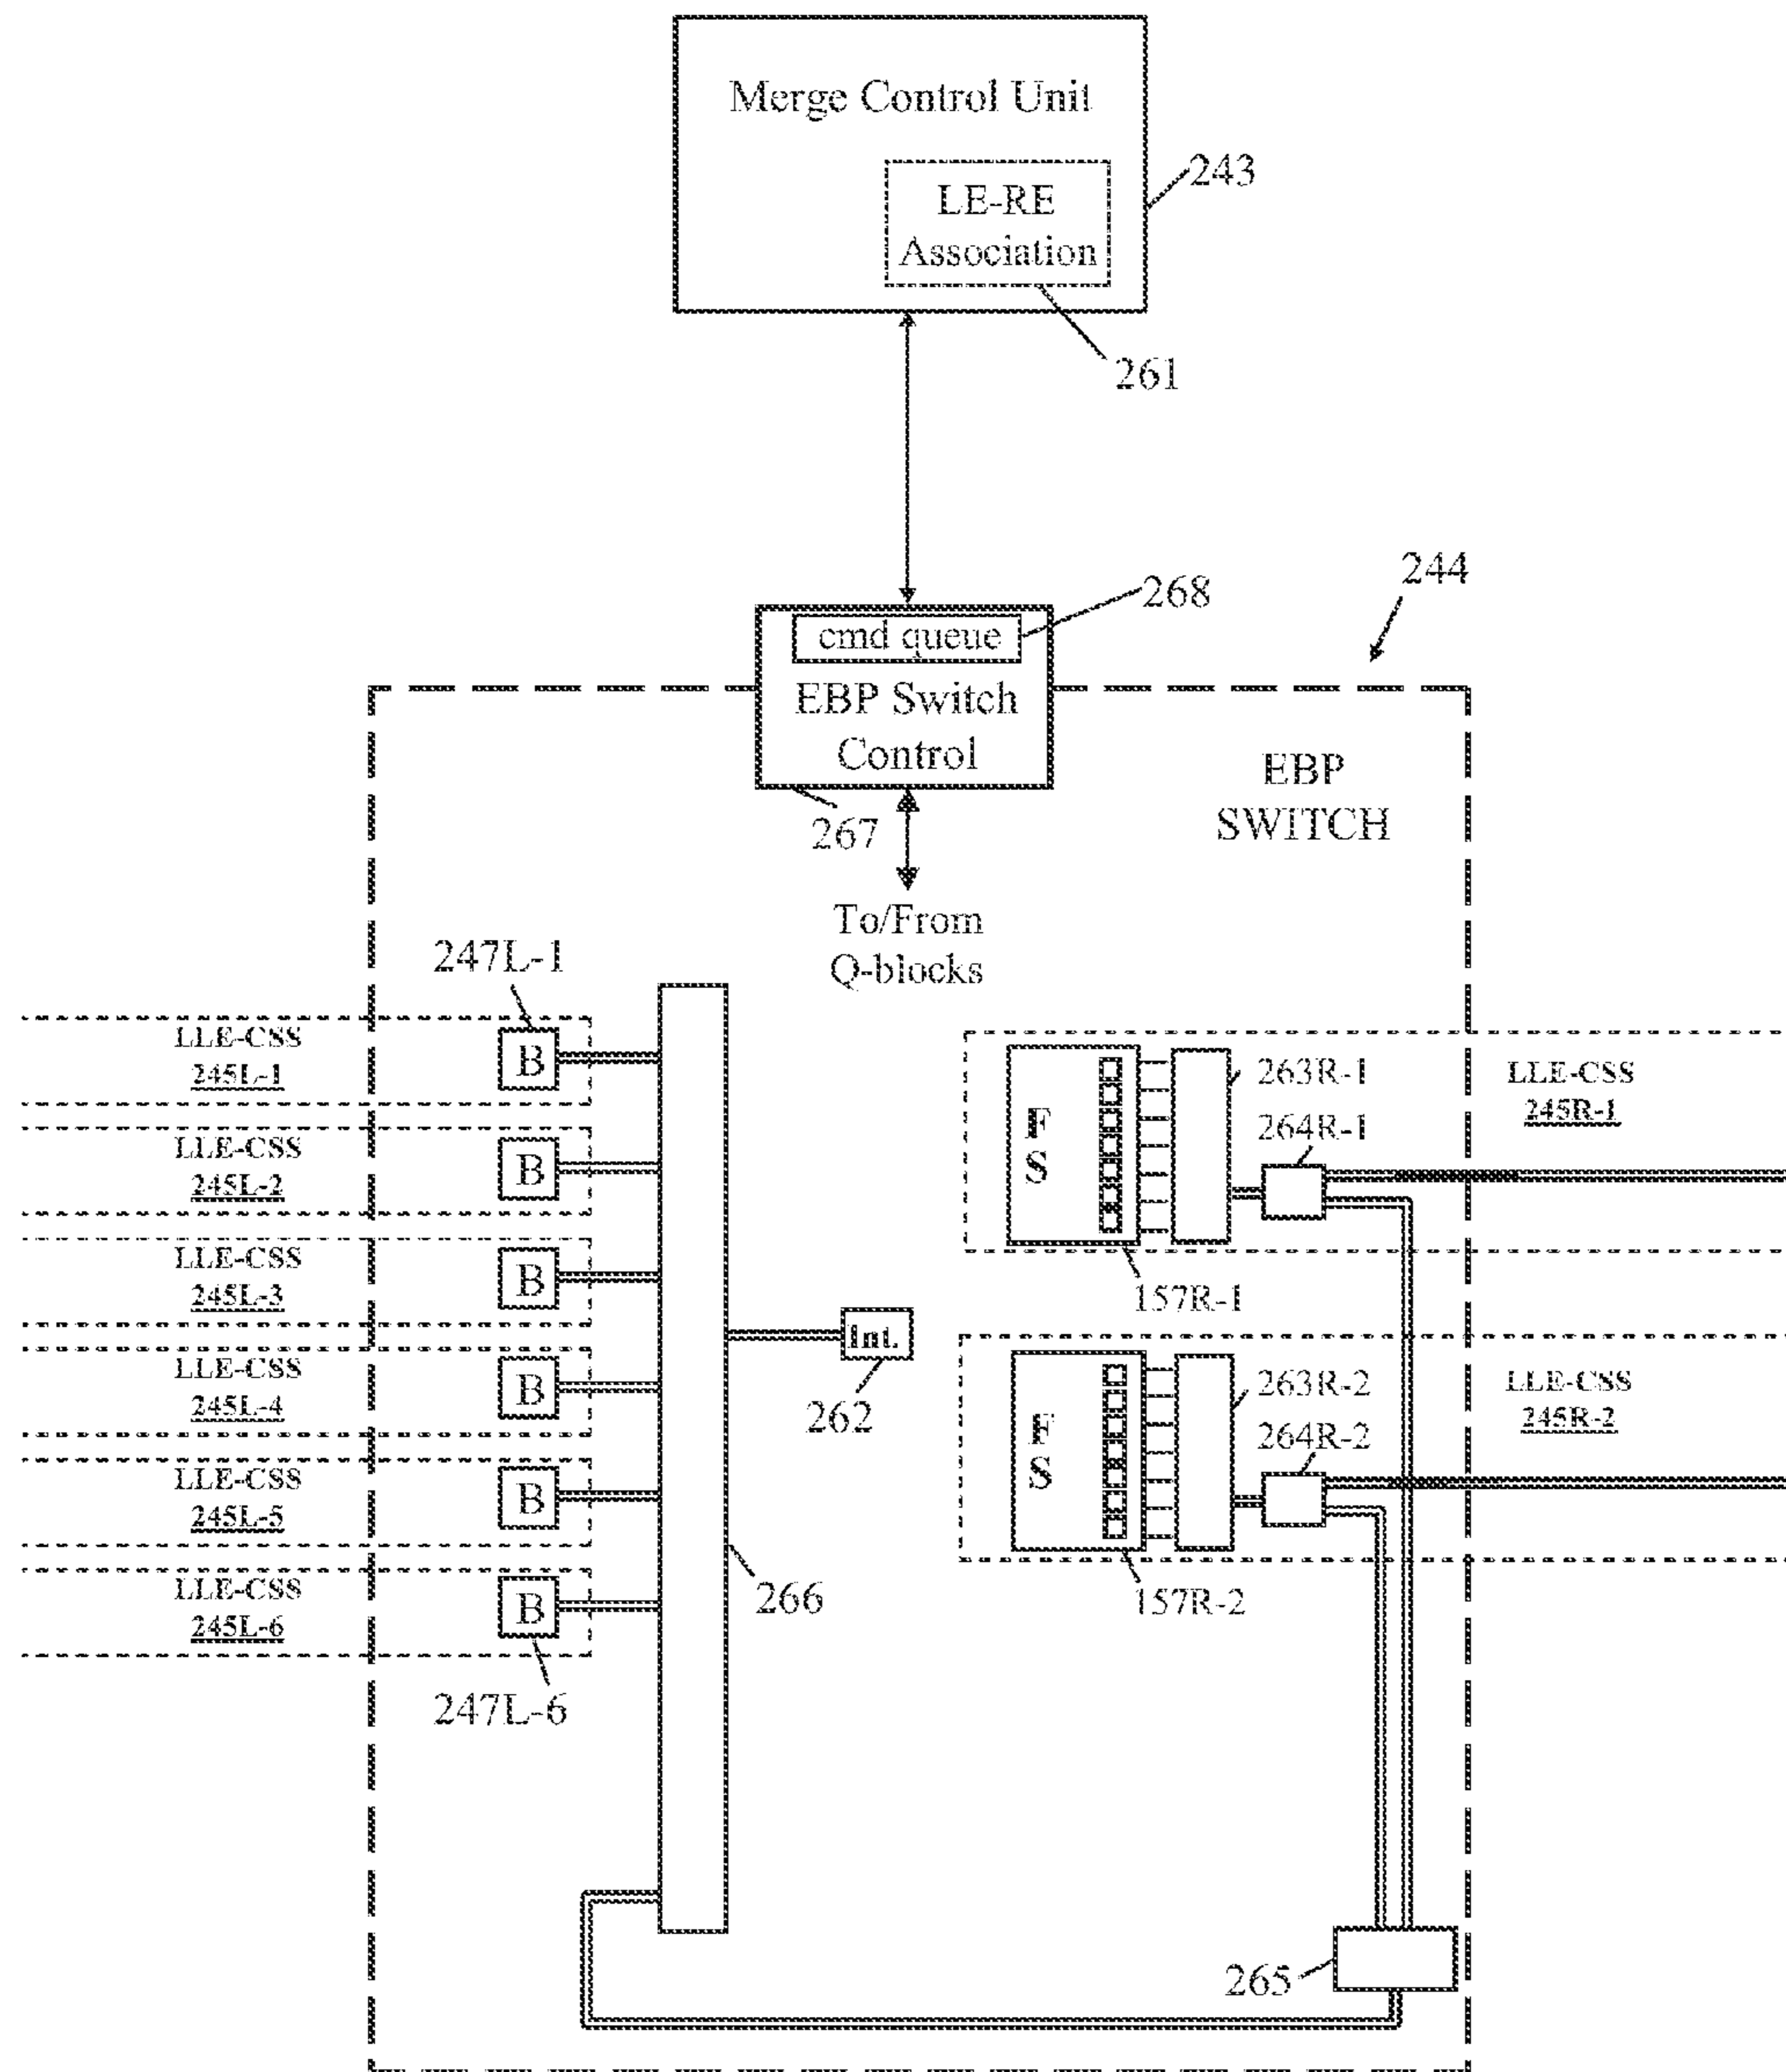 Merge Control Unit
LE-RE
Association
243
261
268
244
cmd queue
EBP Switch
Control
EBP
SWITCH
267
To/From
Q-blocks
247L-1
LLE-CSS
245L-1
B
LLE-CSS
245L-2
B
LLE-CSS
245L-3
B
LLE-CSS
245L-4
B
LLE-CSS
245L-5
B
LLE-CSS
245L-6
B
247L-6
266
Int.
262
F
S
263R-1
264R-1
LLE-CSS
245R-1
157R-1
F
S
263R-2
264R-2
LLE-CSS
245R-2
157R-2
265